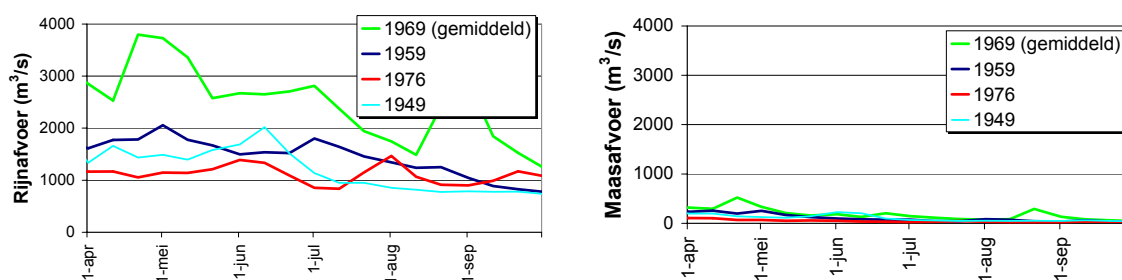 Rijnafvoer (m³/s)
4000
3000
2000
1000
0
1-apr
1-mei
1-jun
1-jul
1-aug
1-sep
1969 (gemiddeld)
1959
1976
1949
Maasafvoer (m³/s)
4000
3000
2000
1000
0
1-apr
1-mei
1-jun
1-jul
1-aug
1-sep
1969 (gemiddeld)
1959
1976
1949